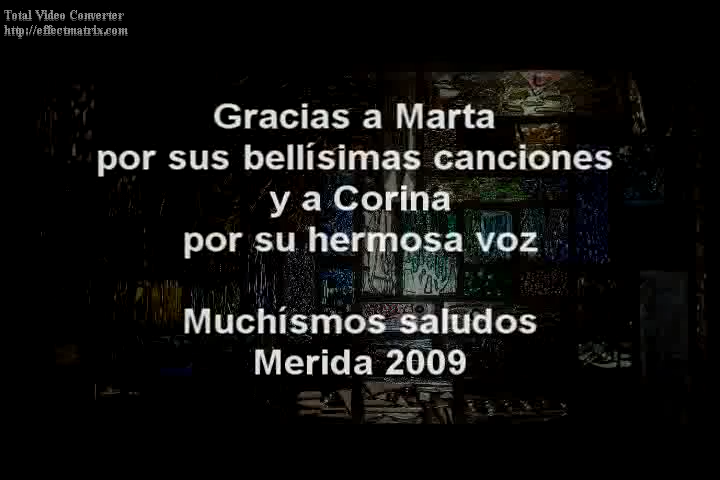 Total Video Converter
http://effectmatrix.com
Gracias a Marta
por sus bellísimas canciones
y a Corina
por su hermosa voz
Muchísmos saludos
Merida 2009